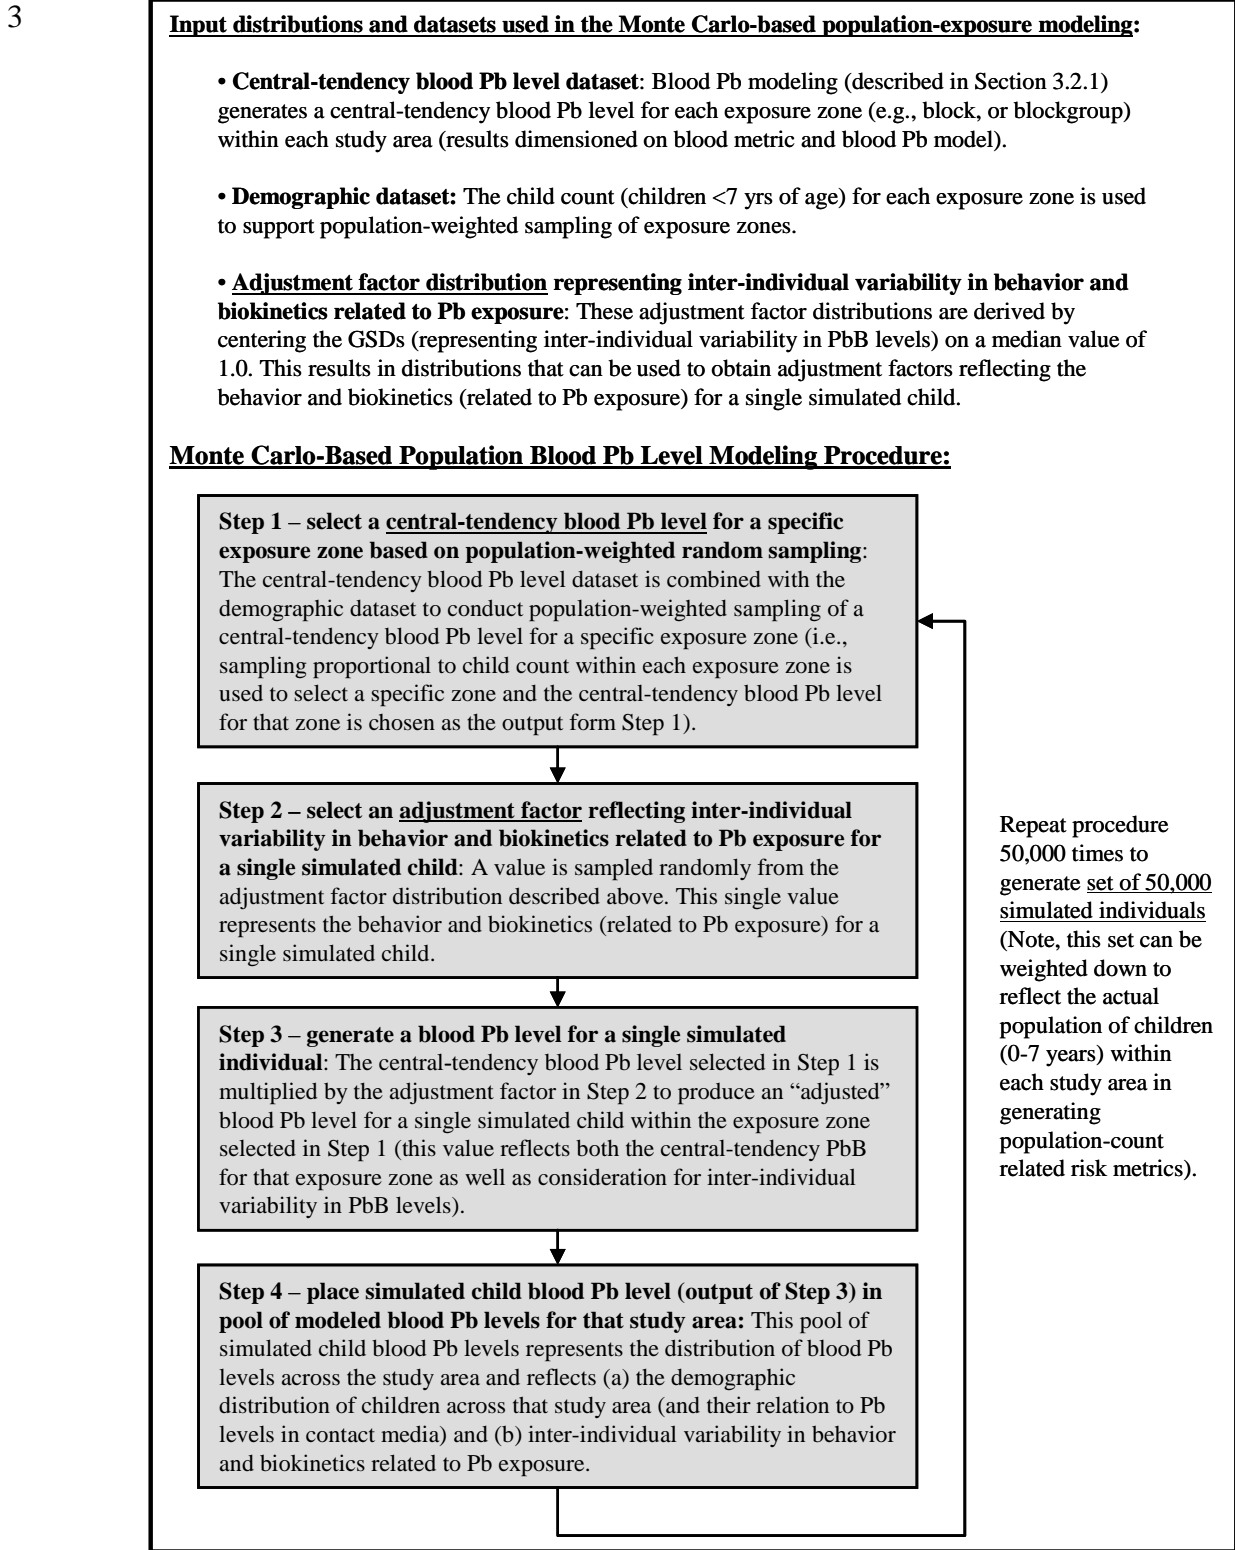 3
Input distributions and datasets used in the Monte Carlo-based population-exposure modeling:
• Central-tendency blood Pb level dataset: Blood Pb modeling (described in Section 3.2.1)
generates a central-tendency blood Pb level for each exposure zone (e.g., block, or blockgroup)
within each study area (results dimensioned on blood metric and blood Pb model).
• Demographic dataset: The child count (children <7 yrs of age) for each exposure zone is used
to support population-weighted sampling of exposure zones.
• Adjustment factor distribution representing inter-individual variability in behavior and
biokinetics related to Pb exposure: These adjustment factor distributions are derived by
centering the GSDs (representing inter-individual variability in PbB levels) on a median value of
1.0. This results in distributions that can be used to obtain adjustment factors reflecting the
behavior and biokinetics (related to Pb exposure) for a single simulated child.
Monte Carlo-Based Population Blood Pb Level Modeling Procedure:
Step 1 – select a central-tendency blood Pb level for a specific
exposure zone based on population-weighted random sampling:
The central-tendency blood Pb level dataset is combined with the
demographic dataset to conduct population-weighted sampling of a
central-tendency blood Pb level for a specific exposure zone (i.e.,
sampling proportional to child count within each exposure zone is
used to select a specific zone and the central-tendency blood Pb level
for that zone is chosen as the output form Step 1).
Step 2 – select an adjustment factor reflecting inter-individual
variability in behavior and biokinetics related to Pb exposure for
a single simulated child: A value is sampled randomly from the
adjustment factor distribution described above. This single value
represents the behavior and biokinetics (related to Pb exposure) for a
single simulated child.
Step 3 – generate a blood Pb level for a single simulated
individual: The central-tendency blood Pb level selected in Step 1 is
multiplied by the adjustment factor in Step 2 to produce an “adjusted”
blood Pb level for a single simulated child within the exposure zone
selected in Step 1 (this value reflects both the central-tendency PbB
for that exposure zone as well as consideration for inter-individual
variability in PbB levels).
Step 4 – place simulated child blood Pb level (output of Step 3) in
pool of modeled blood Pb levels for that study area: This pool of
simulated child blood Pb levels represents the distribution of blood Pb
levels across the study area and reflects (a) the demographic
distribution of children across that study area (and their relation to Pb
levels in contact media) and (b) inter-individual variability in behavior
and biokinetics related to Pb exposure.
Repeat procedure
50,000 times to
generate set of 50,000
simulated individuals
(Note, this set can be
weighted down to
reflect the actual
population of children
(0-7 years) within
each study area in
generating
population-count
related risk metrics).